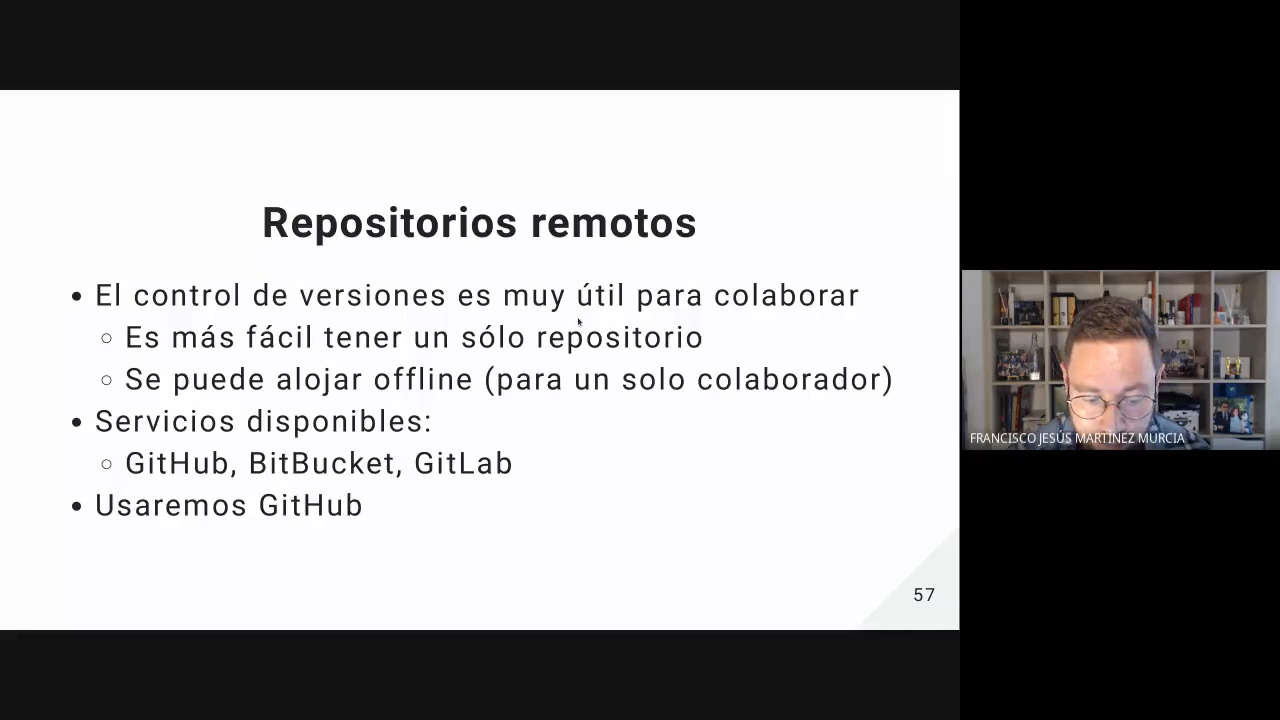 Repositorios remotos
El control de versiones es muy útil para colaborar
Es más fácil tener un sólo repositorio
Se puede alojar offline (para un solo colaborador)
Servicios disponibles:
GitHub, BitBucket, GitLab
Usaremos GitHub
57
FRANCISCO JESÚS MARTÍNEZ MURCIA